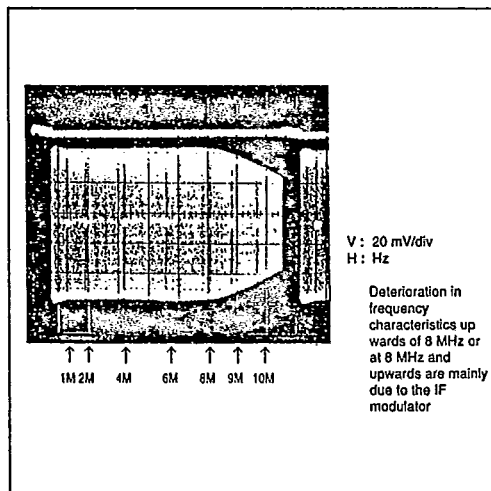 V : 20 mV/div
H : Hz
Deterioration in
frequency
characteristics up
wards of 8 MHz or
at 8 MHz and
upwards are mainly
due to the IF
modulator
1M 2M 4M 6M 8M 9M 10M